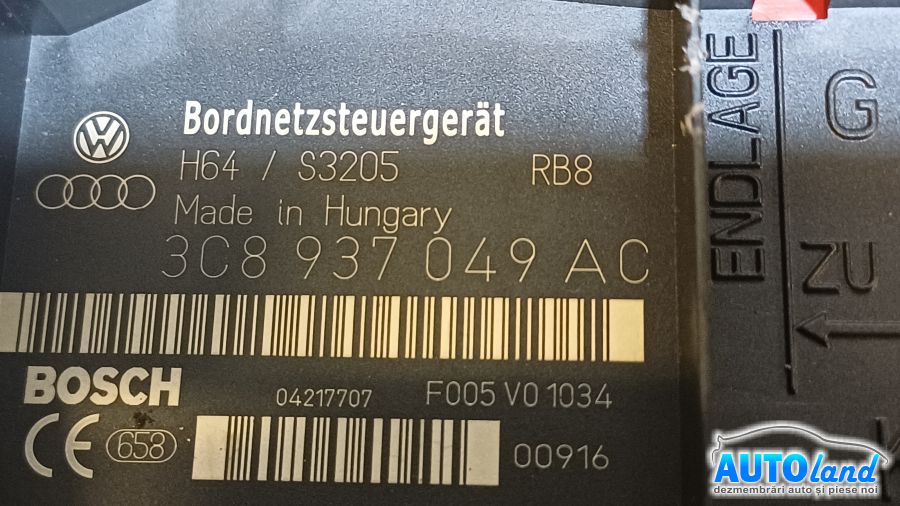 Bordnetzsteuergerät
H64 / S3205 RB8
Made in Hungary
3C8 937 049 AC
BOSCH 04217707 F005 V0 1034
CE 658 00916
ENDLAGE
G
ZU
AUTOland
dezmembrări auto și piese noi